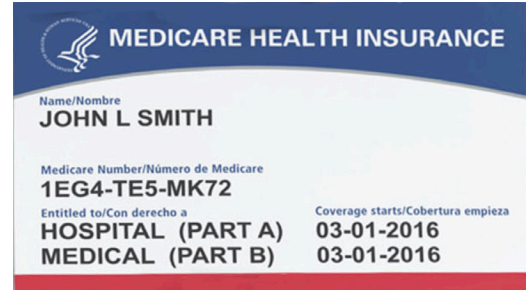 MEDICARE HEALTH INSURANCE
Name/Nombre
JOHN L SMITH
Medicare Number/Número de Medicare
1EG4-TE5-MK72
Entitled to/Con derecho a
Coverage starts/Cobertura empieza
HOSPITAL (PART A) 03-01-2016
MEDICAL (PART B) 03-01-2016